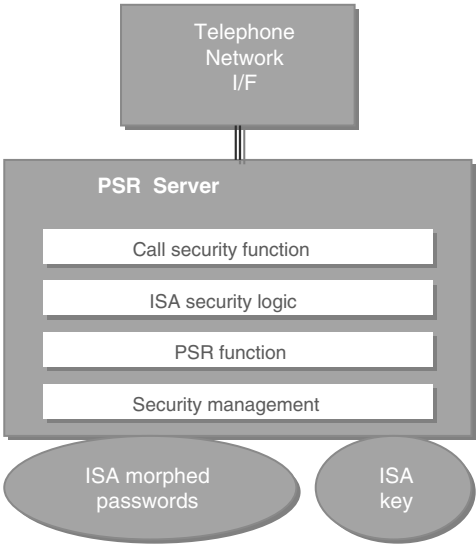 Telephone
Network
I/F
PSR Server
Call security function
ISA security logic
PSR function
Security management
ISA morphed
passwords
ISA
key